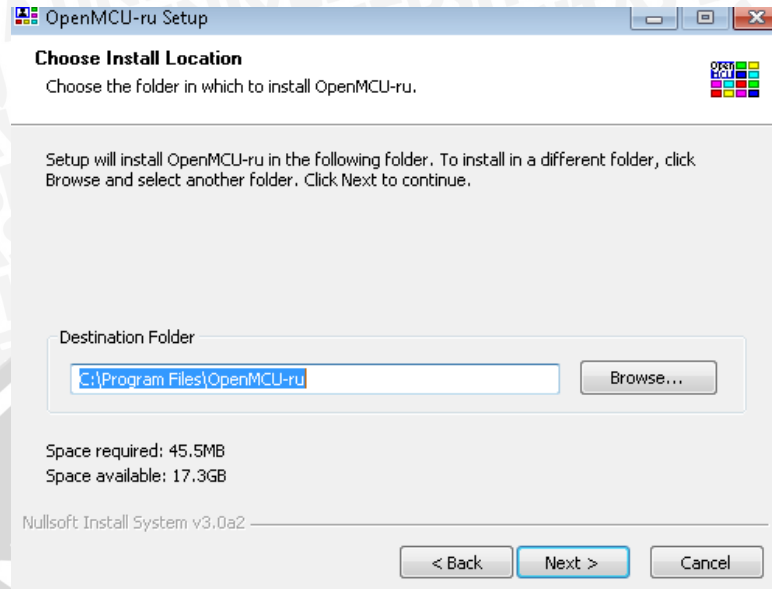 OpenMCU-ru Setup
Choose Install Location
Choose the folder in which to install OpenMCU-ru.
OPEN
MCU
Setup will install OpenMCU-ru in the following folder. To install in a different folder, click
Browse and select another folder. Click Next to continue.
Destination Folder
C:\Program Files\OpenMCU-ru
Browse...
Space required: 45.5MB
Space available: 17.3GB
Nullsoft Install System v3.0a2
< Back
Next >
Cancel